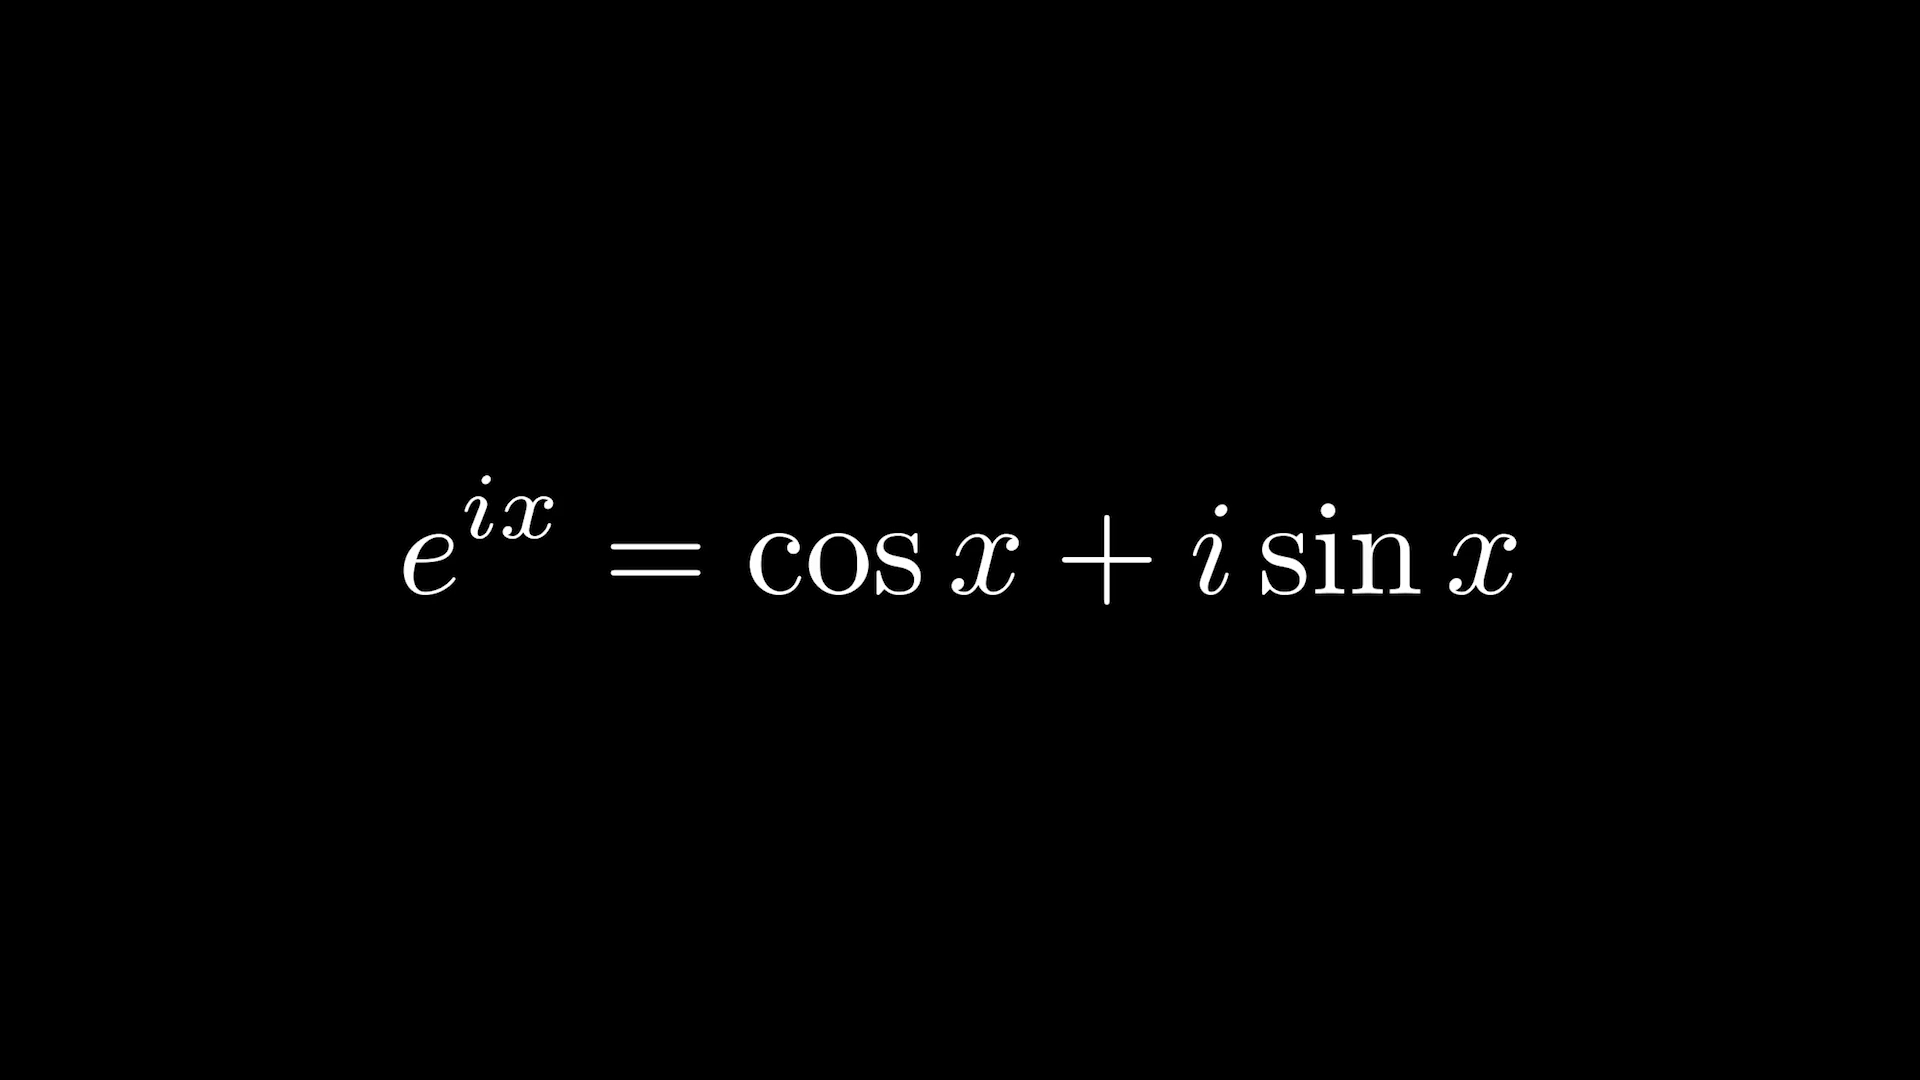 e^{ix} = cos x + i sin x